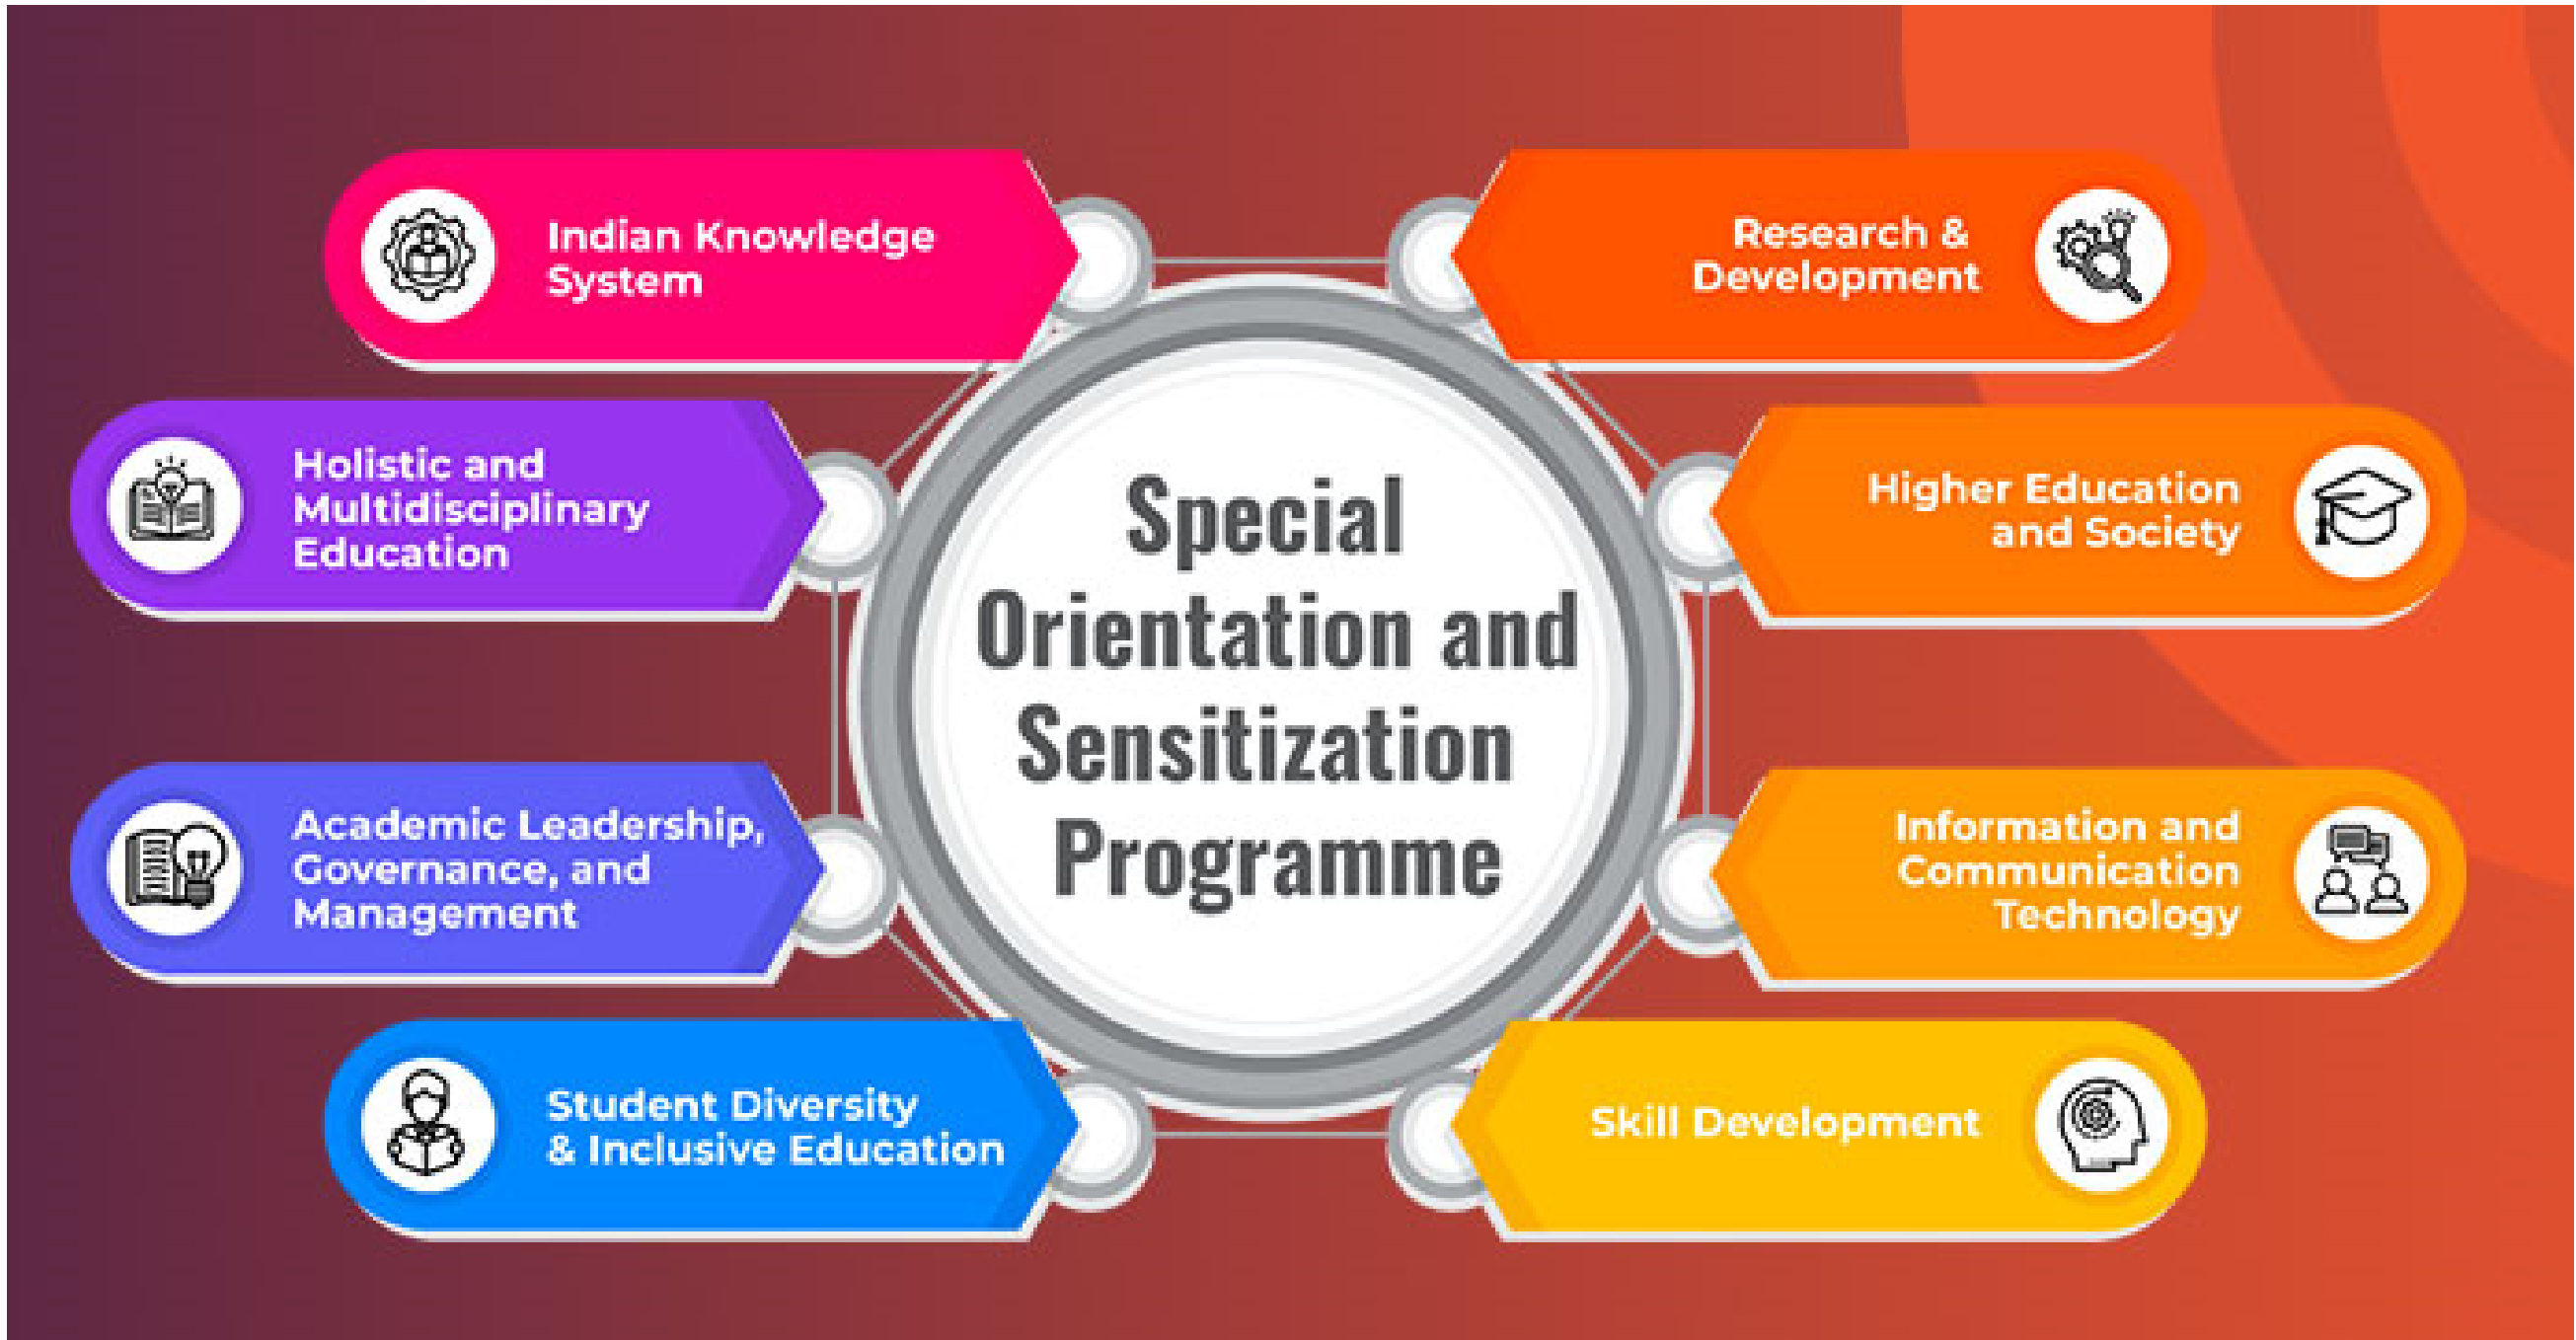 Indian Knowledge
System
Holistic and
Multidisciplinary
Education
Academic Leadership,
Governance, and
Management
Student Diversity
& Inclusive Education
Special
Orientation and
Sensitization
Programme
Research &
Development
Higher Education
and Society
Information and
Communication
Technology
Skill Development